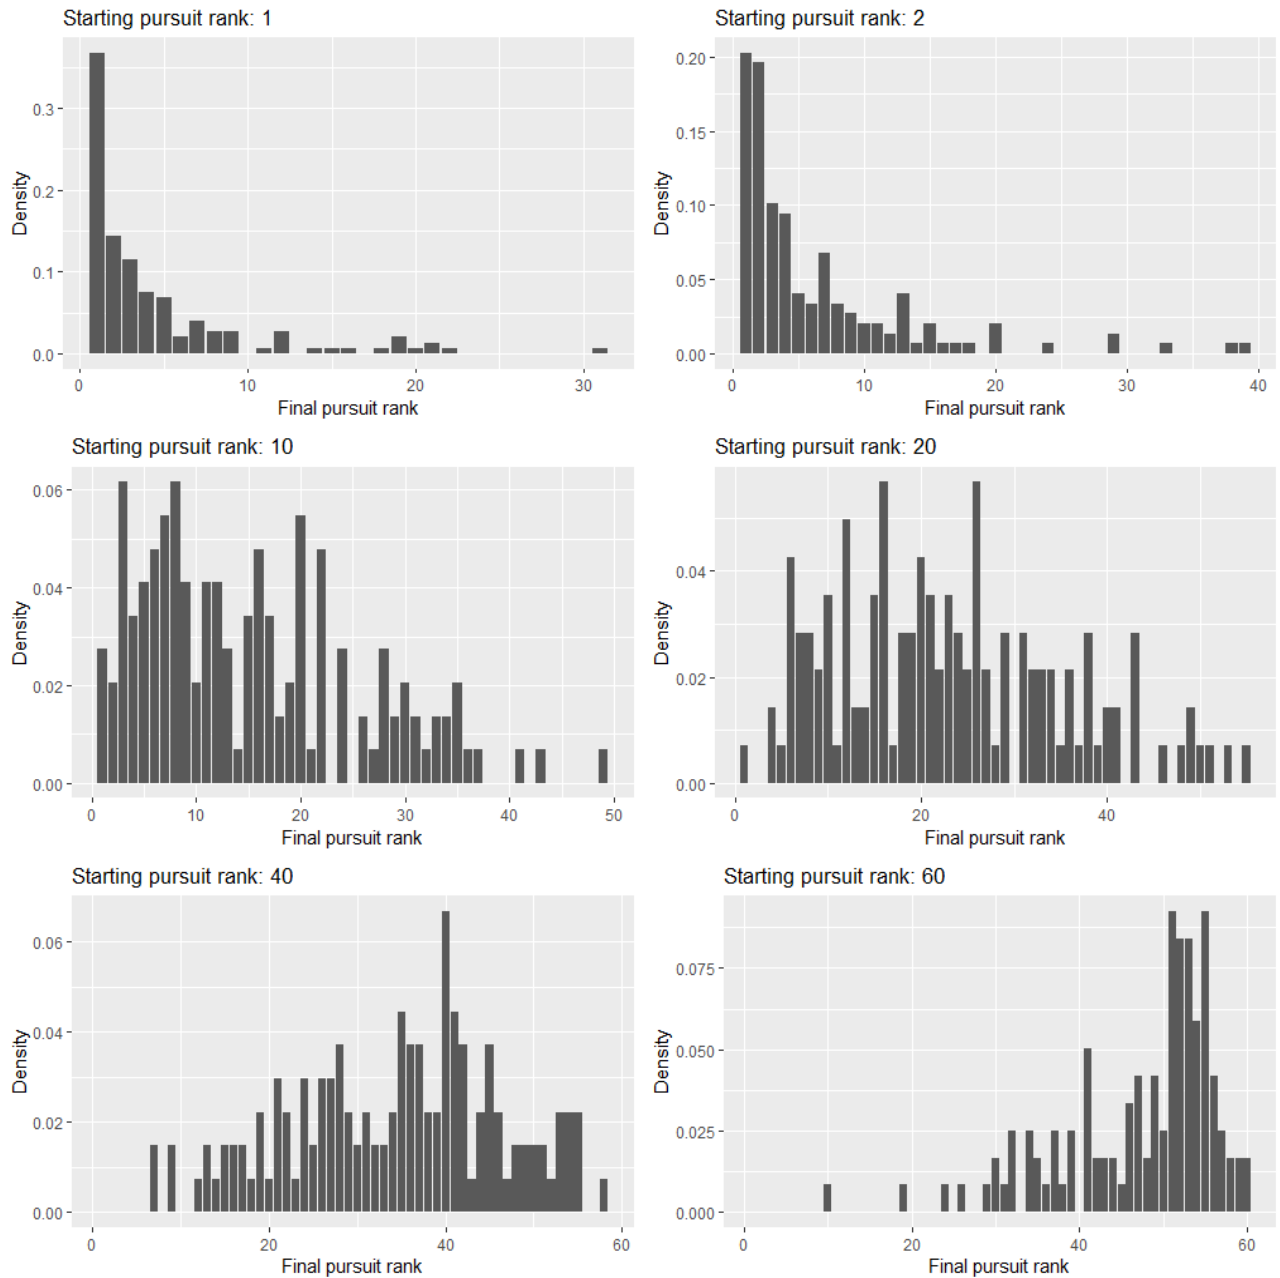 Starting pursuit rank: 1
0.3
0.2
0.1
0.0
Density
0 10 20 30
Final pursuit rank
Starting pursuit rank: 2
0.20
0.15
0.10
0.05
0.00
Density
0 10 20 30 40
Final pursuit rank
Starting pursuit rank: 10
0.06
0.04
0.02
0.00
Density
0 10 20 30 40 50
Final pursuit rank
Starting pursuit rank: 20
0.04
0.02
0.00
Density
0 20 40
Final pursuit rank
Starting pursuit rank: 40
0.06
0.04
0.02
0.00
Density
0 20 40 60
Final pursuit rank
Starting pursuit rank: 60
0.075
0.050
0.025
0.000
Density
0 20 40 60
Final pursuit rank